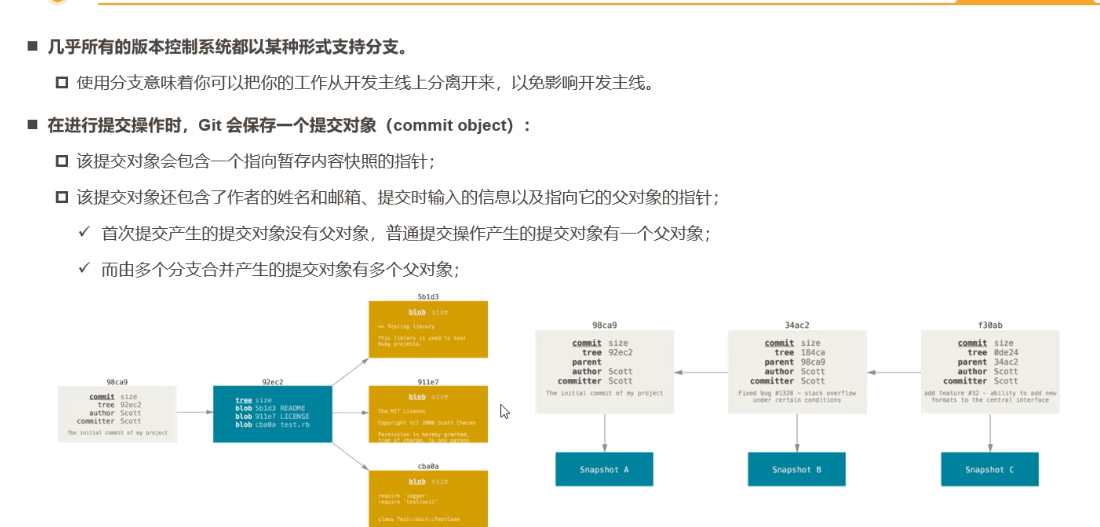 几乎所有的版本控制系统都以某种形式支持分支。
使用分支意味着你可以把你的工作从开发主线上分离开来，以免影响开发主线。
在进行提交操作时，Git 会保存一个提交对象（commit object）：
该提交对象会包含一个指向暂存内容快照的指针；
该提交对象还包含了作者的姓名和邮箱、提交时输入的信息以及指向它的父对象的指针；
首次提交产生的提交对象没有父对象，普通提交操作产生的提交对象有一个父对象；
而由多个分支合并产生的提交对象有多个父对象；
98ca9
commit size
tree 92ec2
author Scott
committer Scott
The initial commit of my project
92ec2
tree size
blob 5b1d3 README
blob 911e7 LICENSE
blob cba0a test.rb
5b1d3
blob size
== Testing library
This library is used to test
Ruby projects.
911e7
blob size
The MIT License
Copyright (c) 2008 Scott Chacon
Permission is hereby granted,
free of charge, to any person
cba0a
blob size
require 'logger'
require 'test/unit'
class Test::Unit::TestCase
98ca9
commit size
tree 92ec2
parent
author Scott
committer Scott
The initial commit of my project
Snapshot A
34ac2
commit size
tree 184ca
parent 98ca9
author Scott
committer Scott
Fixed bug #1328 – stack overflow
under certain conditions
Snapshot B
f30ab
commit size
tree 0de24
parent 34ac2
author Scott
committer Scott
add feature #32 – ability to add new
formats to the central interface
Snapshot C